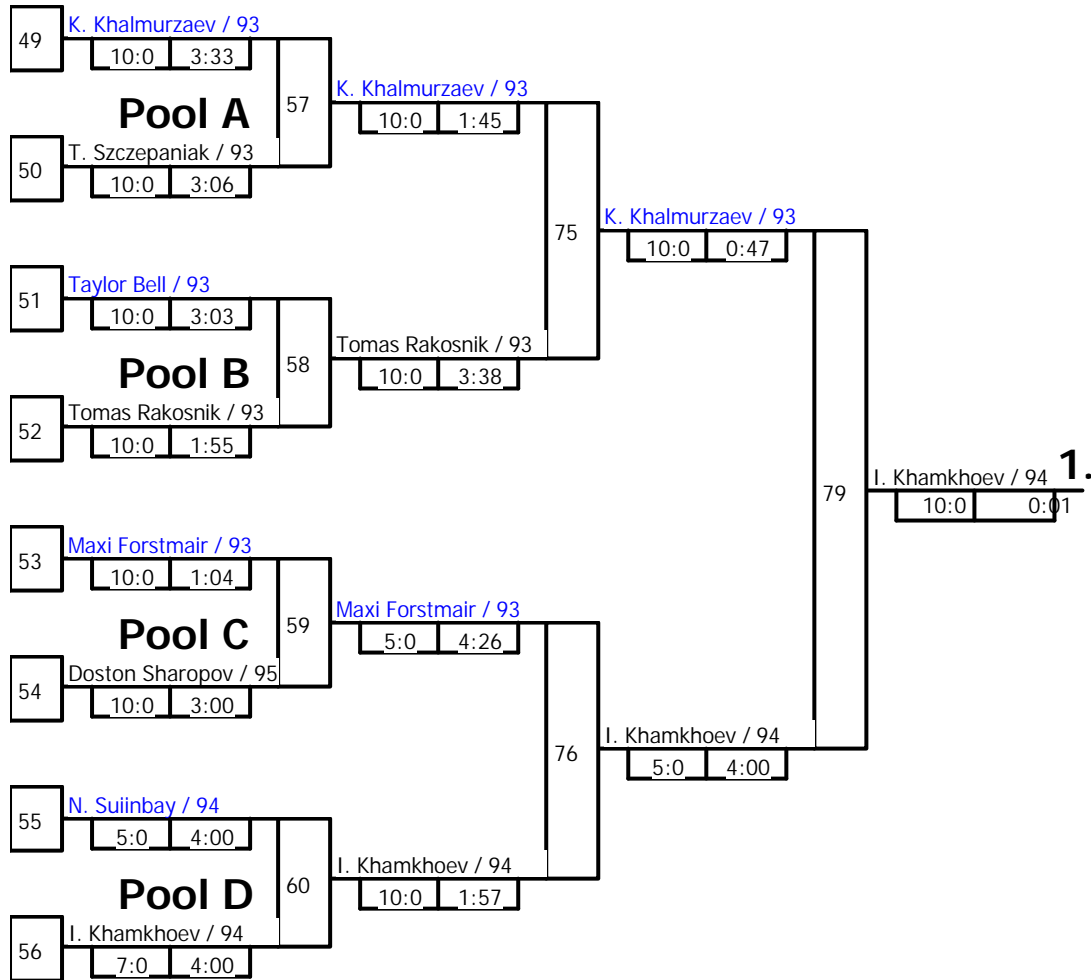 49
K. Khalmurzaev / 93
10:0 3:33
Pool A
57
K. Khalmurzaev / 93
10:0 1:45
50
T. Szczepaniak / 93
10:0 3:06
75
K. Khalmurzaev / 93
10:0 0:47
51
Taylor Bell / 93
10:0 3:03
Pool B
58
Tomas Rakosnik / 93
10:0 3:38
52
Tomas Rakosnik / 93
10:0 1:55
79
I. Khamkhoev / 94 1.
10:0 0:01
53
Maxi Forstmair / 93
10:0 1:04
Pool C
59
Maxi Forstmair / 93
5:0 4:26
54
Doston Sharopov / 95
10:0 3:00
76
I. Khamkhoev / 94
5:0 4:00
55
N. Suiinbay / 94
5:0 4:00
Pool D
60
I. Khamkhoev / 94
10:0 1:57
56
I. Khamkhoev / 94
7:0 4:00